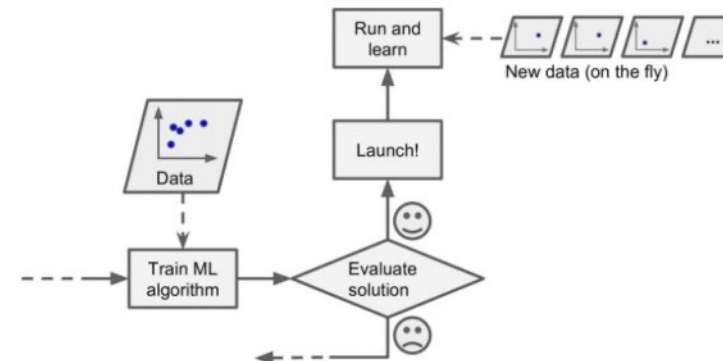 Run and
learn
...
New data (on the fly)
Launch!
Data
Train ML
algorithm
Evaluate
solution